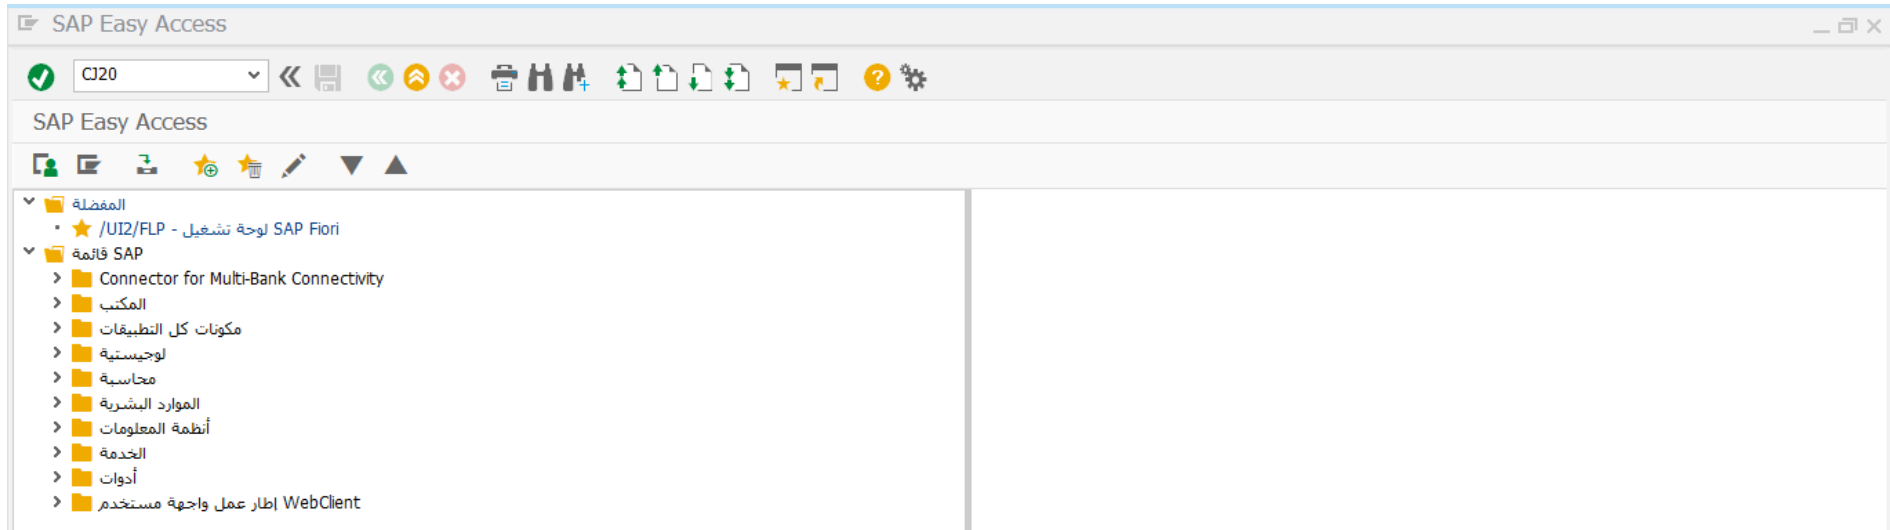 SAP Easy Access
CJ20
SAP Easy Access
المفضلة
/UI2/FLP - لوحة تشغيل SAP Fiori
قائمة SAP
Connector for Multi-Bank Connectivity
المكتب
مكونات كل التطبيقات
لوجيستية
محاسبة
الموارد البشرية
أنظمة المعلومات
الخدمة
أدوات
إطار عمل واجهة مستخدم WebClient